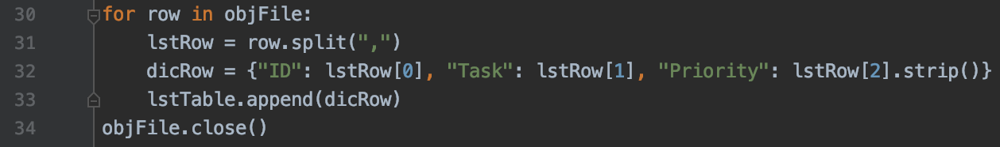 30 for row in objFile:
31     lstRow = row.split(",")
32     dicRow = {"ID": lstRow[0], "Task": lstRow[1], "Priority": lstRow[2].strip()}
33     lstTable.append(dicRow)
34 objFile.close()